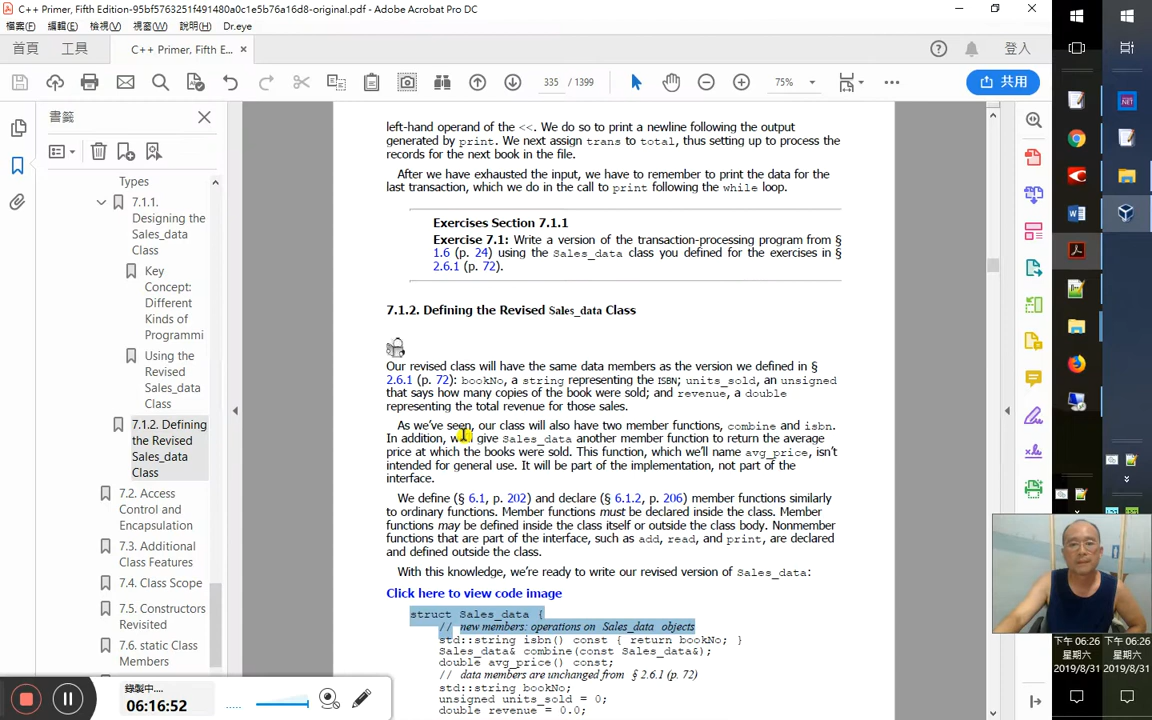 C++ Primer, Fifth Edition-95bf5763251f491480a0c1e5b76a16d8-original.pdf - Adobe Acrobat Pro DC
檔案(F) 編輯(E) 檢視(V) 視窗(W) 說明(H) Dr.eye
首頁 工具 C++ Primer, Fifth E... × 登入
335 / 1399 75% 共用
書籤
Types
7.1.1.
Designing the
Sales_data
Class
Key
Concept:
Different
Kinds of
Programmi
Using the
Revised
Sales_data
Class
7.1.2. Defining
the Revised
Sales_data
Class
7.2. Access
Control and
Encapsulation
7.3. Additional
Class Features
7.4. Class Scope
7.5. Constructors
Revisited
7.6. static Class
Members
left-hand operand of the <<. We do so to print a newline following the output
generated by print. We next assign trans to total, thus setting up to process the
records for the next book in the file.
After we have exhausted the input, we have to remember to print the data for the
last transaction, which we do in the call to print following the while loop.
Exercises Section 7.1.1
Exercise 7.1: Write a version of the transaction-processing program from §
1.6 (p. 24) using the Sales_data class you defined for the exercises in §
2.6.1 (p. 72).
7.1.2. Defining the Revised Sales_data Class
Our revised class will have the same data members as the version we defined in §
2.6.1 (p. 72): bookNo, a string representing the ISBN; units_sold, an unsigned
that says how many copies of the book were sold; and revenue, a double
representing the total revenue for those sales.
As we've seen, our class will also have two member functions, combine and isbn.
In addition, give Sales_data another member function to return the average
price at which the books were sold. This function, which we'll name avg_price, isn't
intended for general use. It will be part of the implementation, not part of the
interface.
We define (§ 6.1, p. 202) and declare (§ 6.1.2, p. 206) member functions similarly
to ordinary functions. Member functions must be declared inside the class. Member
functions may be defined inside the class itself or outside the class body. Nonmember
functions that are part of the interface, such as add, read, and print, are declared
and defined outside the class.
With this knowledge, we're ready to write our revised version of Sales_data:
Click here to view code image
struct Sales_data {
// new members: operations on Sales_data objects
std::string isbn() const { return bookNo; }
Sales_data& combine(const Sales_data&);
double avg_price() const;
// data members are unchanged from § 2.6.1 (p. 72)
std::string bookNo;
unsigned units_sold = 0;
double revenue = 0.0;
錄製中...
06:16:52
下午 06:26
星期六
2019/8/31
下午 06:26
星期六
2019/8/31